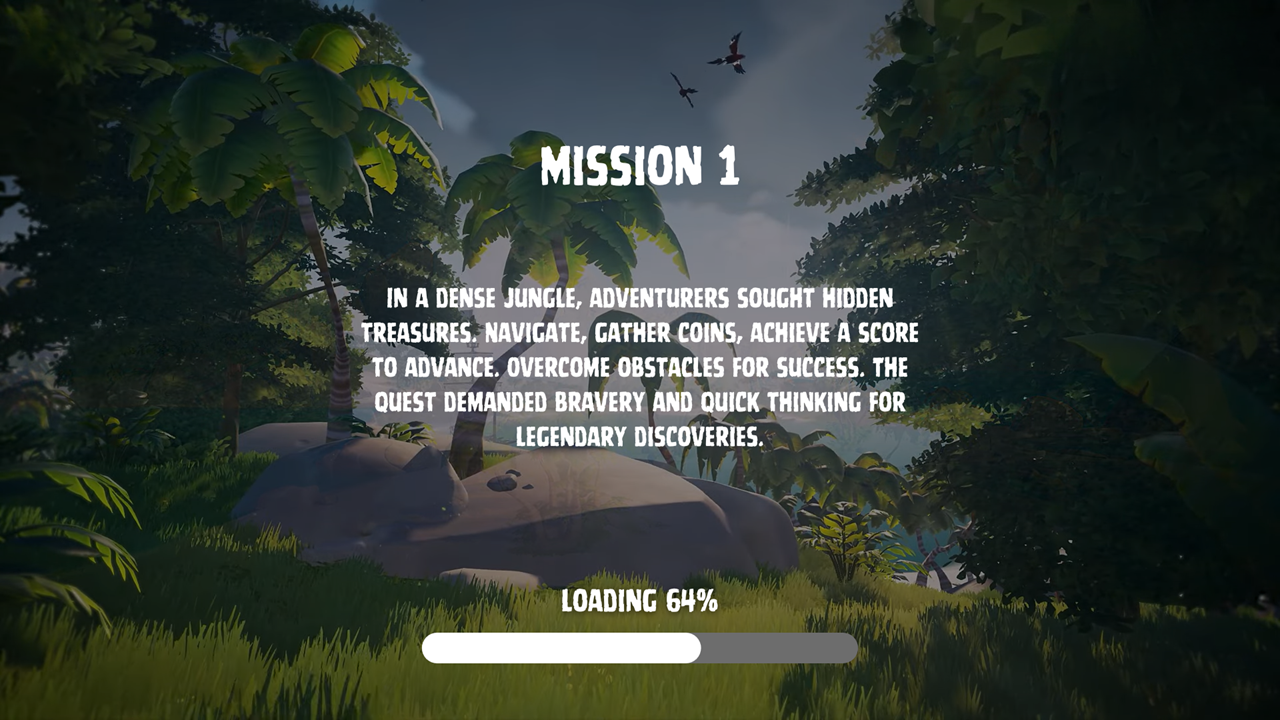 MISSION 1
IN A DENSE JUNGLE, ADVENTURERS SOUGHT HIDDEN
TREASURES. NAVIGATE, GATHER COINS, ACHIEVE A SCORE
TO ADVANCE. OVERCOME OBSTACLES FOR SUCCESS. THE
QUEST DEMANDED BRAVERY AND QUICK THINKING FOR
LEGENDARY DISCOVERIES.
LOADING 64%